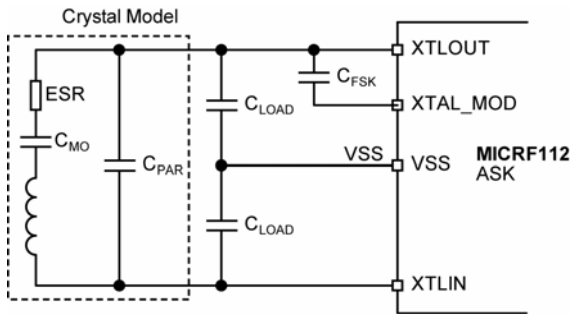 Crystal Model
ESR
CMO
CPAR
CLOAD
CLOAD
CFSK
VSS
XTLOUT
XTAL_MOD
VSS
MICRF112
ASK
XTLIN